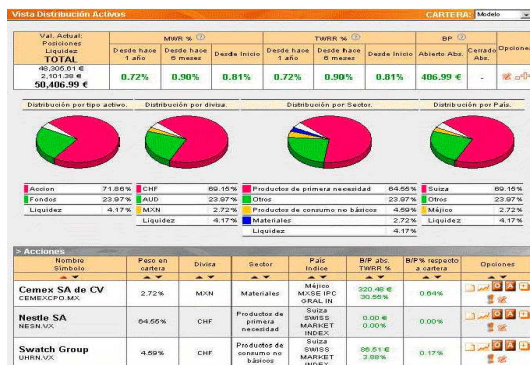 Vista Distribución Activos
CARTERA: Modelo
Val. Actual: Posiciones Liquidez TOTAL
MWR %
TWRR %
BP
Opciones
Desde hace 1 año
Desde hace 6 meses
Desde Inicio
Desde hace 1 año
Desde hace 6 meses
Desde Inicio
Abierto Abs.
Cerrado Abs.
48,305.61 €
2,101.38 €
50,406.99 €
0.72%
0.90%
0.81%
0.72%
0.90%
0.81%
406.99 €
-
Distribución por tipo activo.
Distribución por divisa.
Distribución por Sector.
Distribución por País.
Accion 71.86%
Fondos 23.97%
Liquidez 4.17%
CHF 69.15%
AUD 23.97%
MXN 2.72%
Liquidez 4.17%
Productos de primera necesidad 64.55%
Otros 23.97%
Productos de consumo no básicos 4.59%
Materiales 2.72%
Liquidez 4.17%
Suiza 69.15%
Otros 23.97%
Méjico 2.72%
Liquidez 4.17%
> Acciones
Nombre Símbolo
Peso en cartera
Divisa
Sector
País Indice
B/P abs. TWRR %
B/P% respecto a cartera
Opciones
Cemex SA de CV
CEMEXCPO.MX
2.72%
MXN
Materiales
Méjico
MXSE IPC
GRAL IN
320.48 €
30.55%
0.64%
Nestle SA
NESN.VX
64.55%
CHF
Productos de
primera
necesidad
Suiza
SWISS
MARKET
INDEX
0.00 €
0.00%
0.00%
Swatch Group
UHRN.VX
4.59%
CHF
Productos de
consumo no
básicos
Suiza
SWISS
MARKET
INDEX
86.51 €
3.88%
0.17%